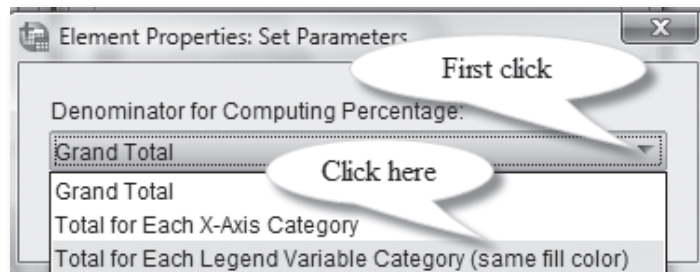 Element Properties: Set Parameters
X
First click
Denominator for Computing Percentage:
Grand Total
Click here
Grand Total
Total for Each X-Axis Category
Total for Each Legend Variable Category (same fill color)